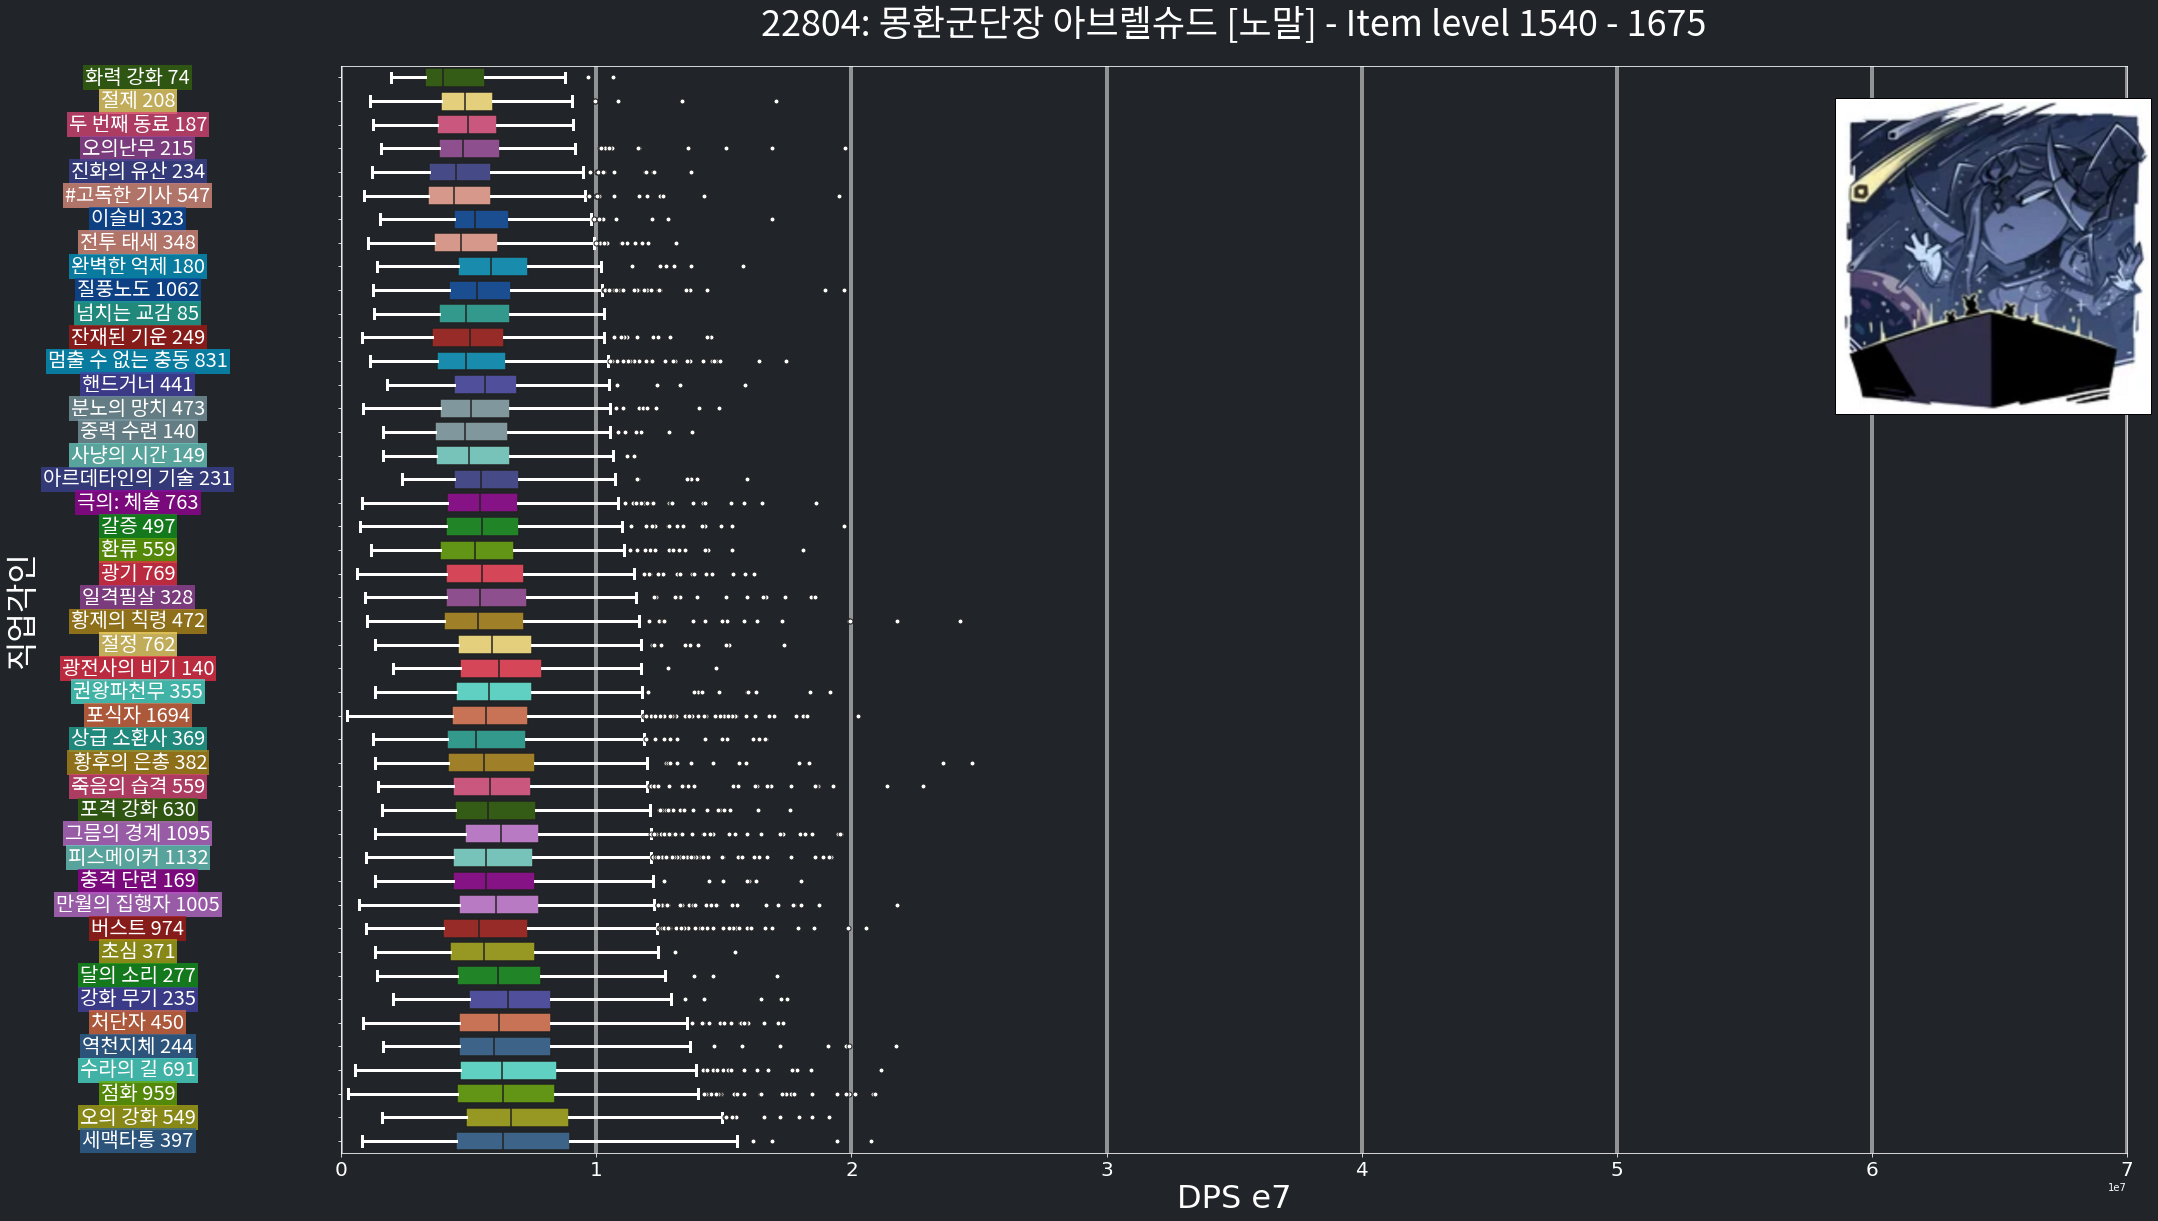 22804: 몽환군단장 아브렐슈드 [노말] - Item level 1540 - 1675
직업각인
화력 강화 74
절제 208
두 번째 동료 187
오의난무 215
진화의 유산 234
#고독한 기사 547
이슬비 323
전투 태세 348
완벽한 억제 180
질풍노도 1062
넘치는 교감 85
잔재된 기운 249
멈출 수 없는 충동 831
핸드거너 441
분노의 망치 473
중력 수련 140
사냥의 시간 149
아르데타인의 기술 231
극의: 체술 763
갈증 497
환류 559
광기 769
일격필살 328
황제의 칙령 472
절정 762
광전사의 비기 140
권왕파천무 355
포식자 1694
상급 소환사 369
황후의 은총 382
죽음의 습격 559
포격 강화 630
그믐의 경계 1095
피스메이커 1132
충격 단련 169
만월의 집행자 1005
버스트 974
초심 371
달의 소리 277
강화 무기 235
처단자 450
역천지체 244
수라의 길 691
점화 959
오의 강화 549
세맥타통 397
0 1 2 3 4 5 6 7
1e7
DPS e7